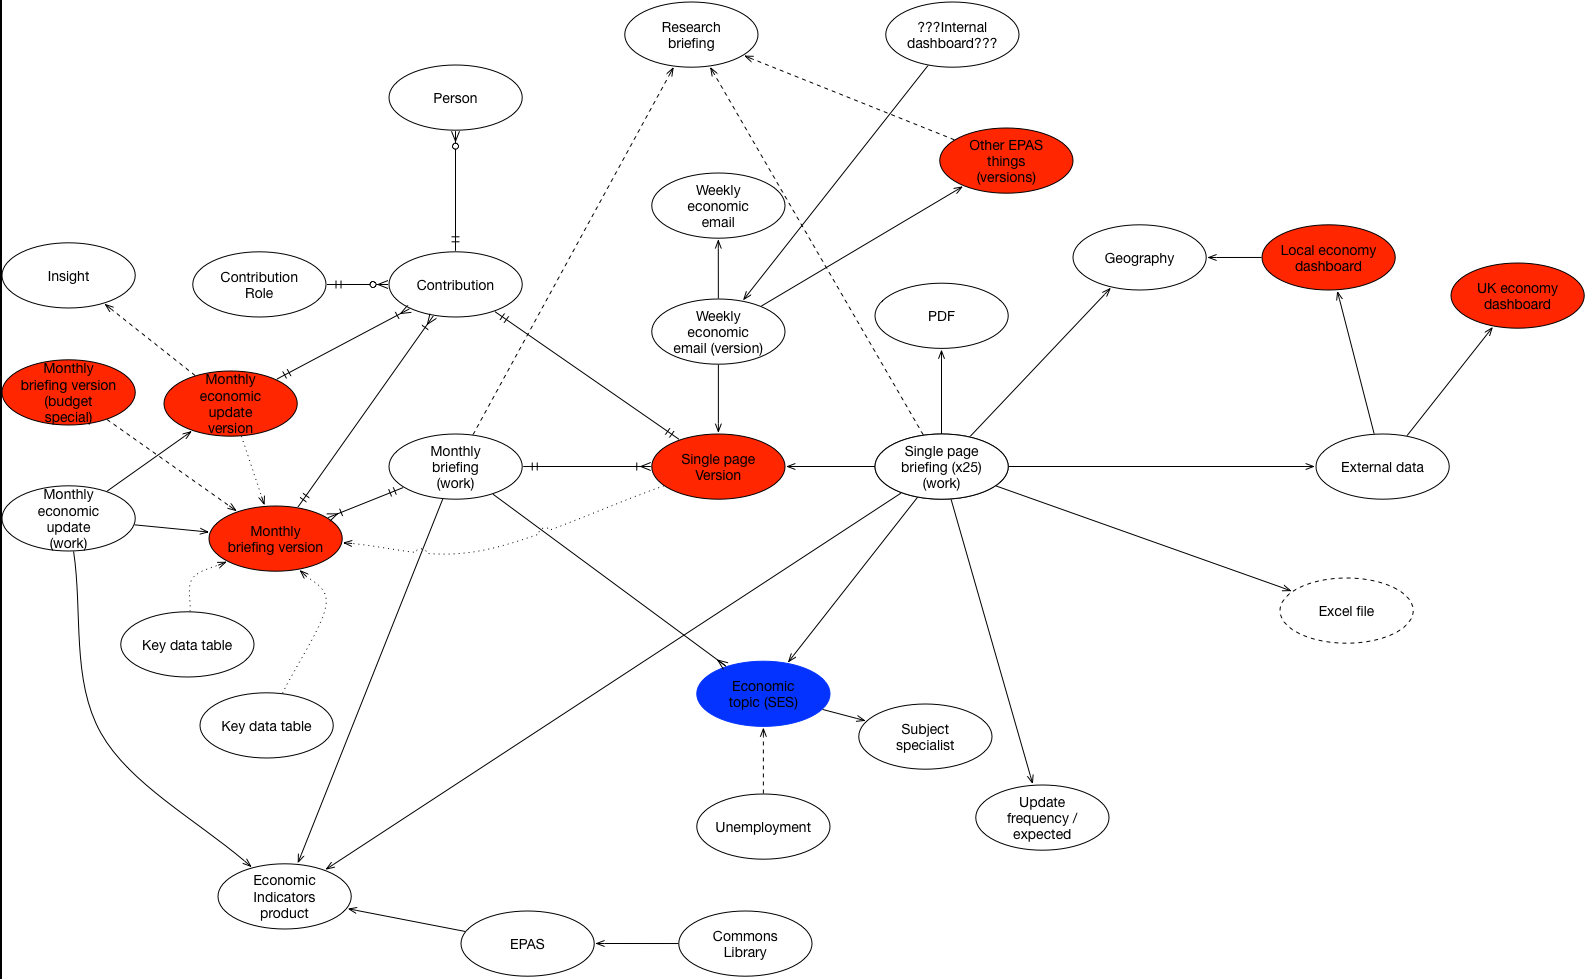 Research
briefing
???Internal
dashboard???
Person
Other EPAS
things
(versions)
Weekly
economic
email
Insight
Contribution
Role
Contribution
Geography
Local economy
dashboard
UK economy
dashboard
Weekly
economic
email (version)
PDF
Monthly
briefing version
(budget
special)
Monthly
economic
update
version
Monthly
briefing
(work)
Single page
Version
Single page
briefing (x25)
(work)
External data
Monthly
economic
update
(work)
Monthly
briefing version
Excel file
Key data table
Key data table
Economic
topic (SES)
Subject
specialist
Unemployment
Update
frequency /
expected
Economic
Indicators
product
EPAS
Commons
Library